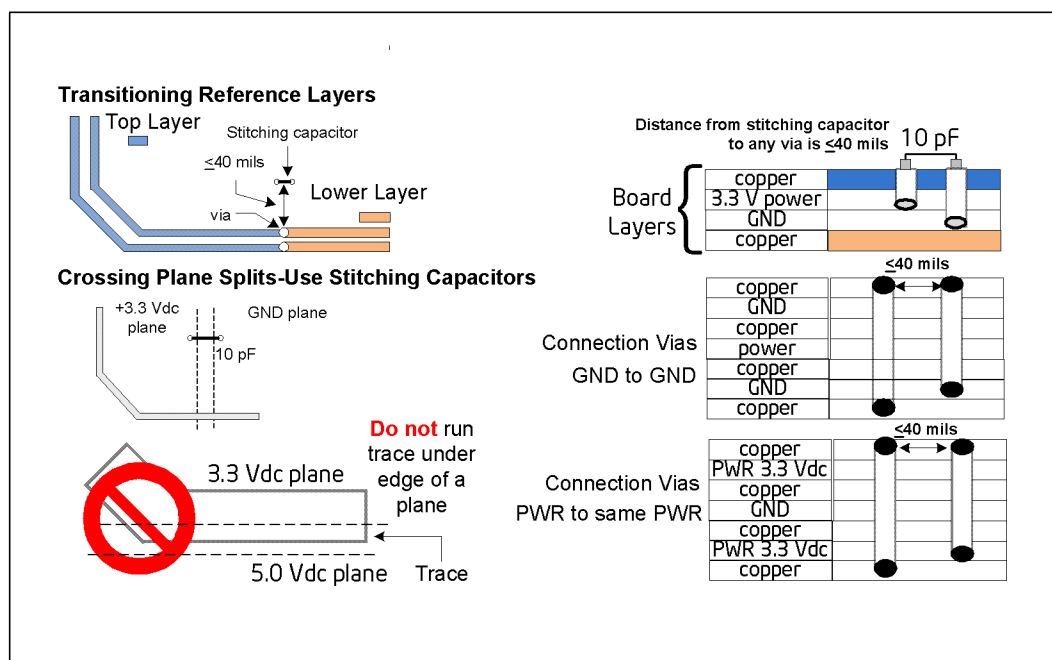 Transitioning Reference Layers
Top Layer
Stitching capacitor
≤40 mils
Lower Layer
via
Crossing Plane Splits-Use Stitching Capacitors
+3.3 Vdc
plane
GND plane
10 pF
Do not run
trace under
edge of a
plane
3.3 Vdc plane
5.0 Vdc plane
Trace
Distance from stitching capacitor
to any via is ≤40 mils
10 pF
Board
Layers
copper
3.3 V power
GND
copper
≤40 mils
Connection Vias
GND to GND
copper
GND
copper
power
copper
GND
copper
≤40 mils
Connection Vias
PWR to same PWR
copper
PWR 3.3 Vdc
copper
GND
copper
PWR 3.3 Vdc
copper